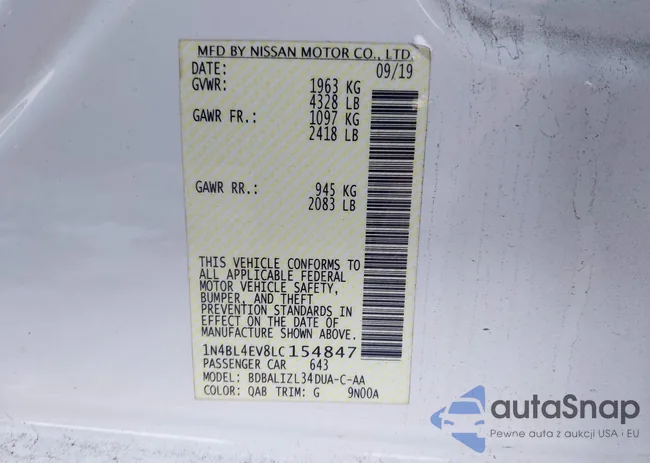 MFD BY NISSAN MOTOR CO., LTD.
DATE: 09/19
GVWR: 1963 KG
4328 LB
GAWR FR.: 1097 KG
2418 LB
GAWR RR.: 945 KG
2083 LB
THIS VEHICLE CONFORMS TO
ALL APPLICABLE FEDERAL
MOTOR VEHICLE SAFETY,
BUMPER, AND THEFT
PREVENTION STANDARDS IN
EFFECT ON THE DATE OF
MANUFACTURE SHOWN ABOVE.
1N4BL4EV8LC154847
PASSENGER CAR 643
MODEL: BDBALIZL34DUA-C-AA
COLOR: QAB TRIM: G 9N00A
autaSnap
Pewne auta z aukcji USA i EU